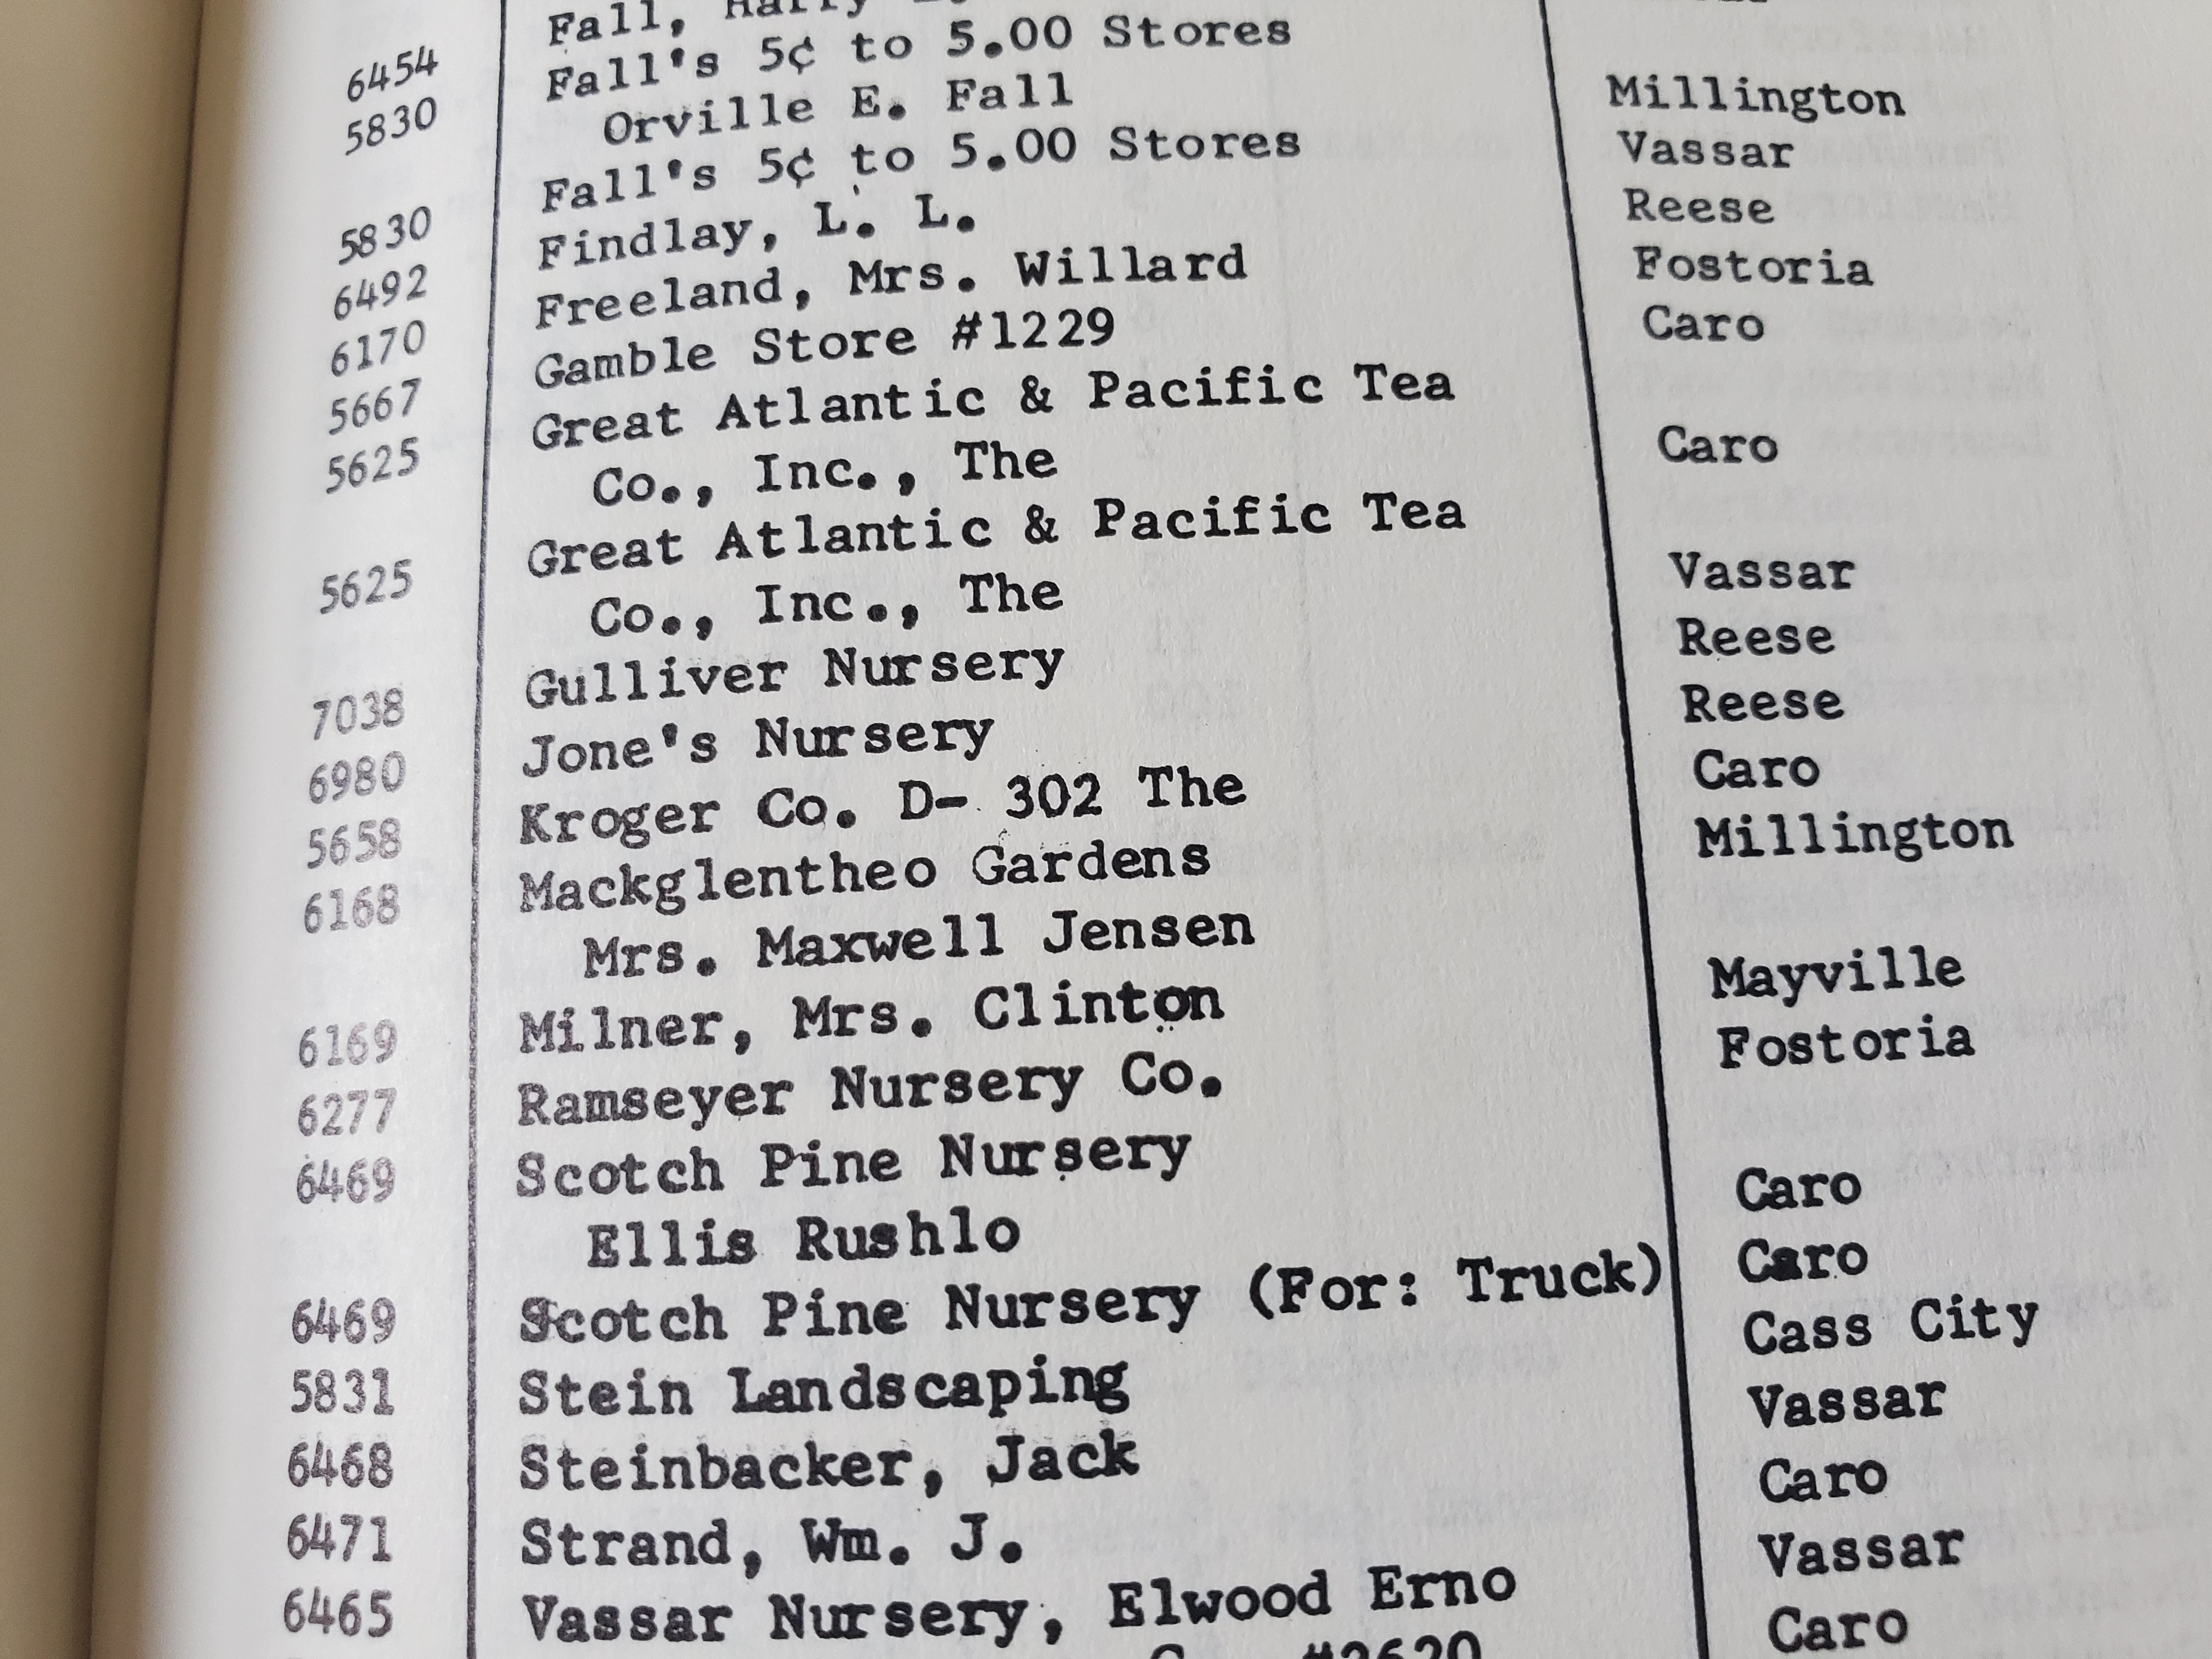 Fall,
6454 Fall's 5¢ to 5.00 Stores
5830 Orville E. Fall Millington
Fall's 5¢ to 5.00 Stores Vassar
5830 Findlay, L. L. Reese
6492 Freeland, Mrs. Willard Fostoria
6170 Gamble Store #1229 Caro
5667 Great Atlantic & Pacific Tea
5625 Co., Inc., The Caro
Great Atlantic & Pacific Tea
5625 Co., Inc., The Vassar
Gulliver Nursery Reese
7038 Jone's Nursery Reese
6980 Kroger Co. D- 302 The Caro
5658 Mackglentheo Gardens Millington
6168 Mrs. Maxwell Jensen
Milner, Mrs. Clinton Mayville
6169 Ramseyer Nursery Co. Fostoria
6277 Scotch Pine Nursery
6469 Ellis Rushlo Caro
6469 Scotch Pine Nursery (For: Truck) Caro
5831 Stein Landscaping Cass City
6468 Steinbacker, Jack Vassar
6471 Strand, Wm. J. Caro
6465 Vassar Nursery, Elwood Erno Vassar
Caro